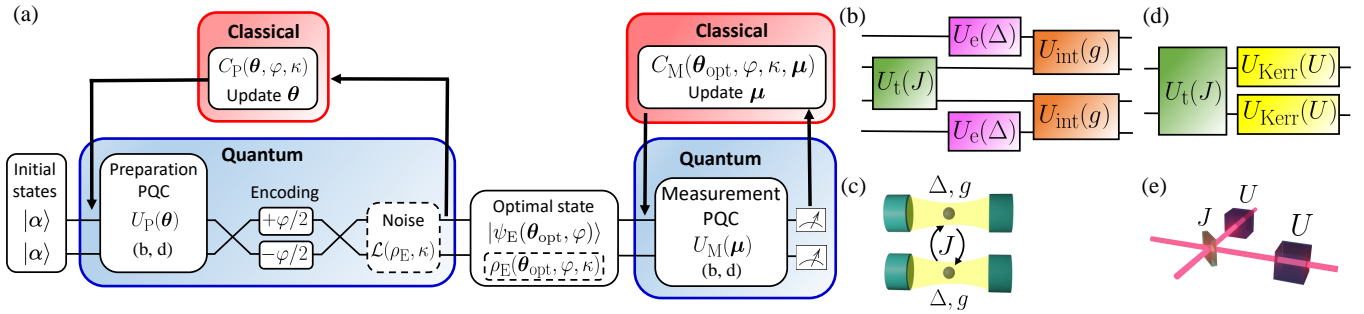 (a)
Classical
C_P(θ, φ, κ)
Update θ
Classical
C_M(θ_opt, φ, κ, μ)
Update μ
Quantum
Initial
states
|α⟩
|α⟩
Preparation
PQC
U_P(θ)
(b, d)
Encoding
+φ/2
−φ/2
Noise
𝓛(ρ_E, κ)
Optimal state
|ψ_E(θ_opt, φ)⟩
ρ_E(θ_opt, φ, κ)
Quantum
Measurement
PQC
U_M(μ)
(b, d)
(b)
U_e(Δ)
U_int(g)
U_t(J)
U_int(g)
U_e(Δ)
(c)
Δ, g
J
Δ, g
(d)
U_t(J)
U_Kerr(U)
U_Kerr(U)
(e)
U
J
U